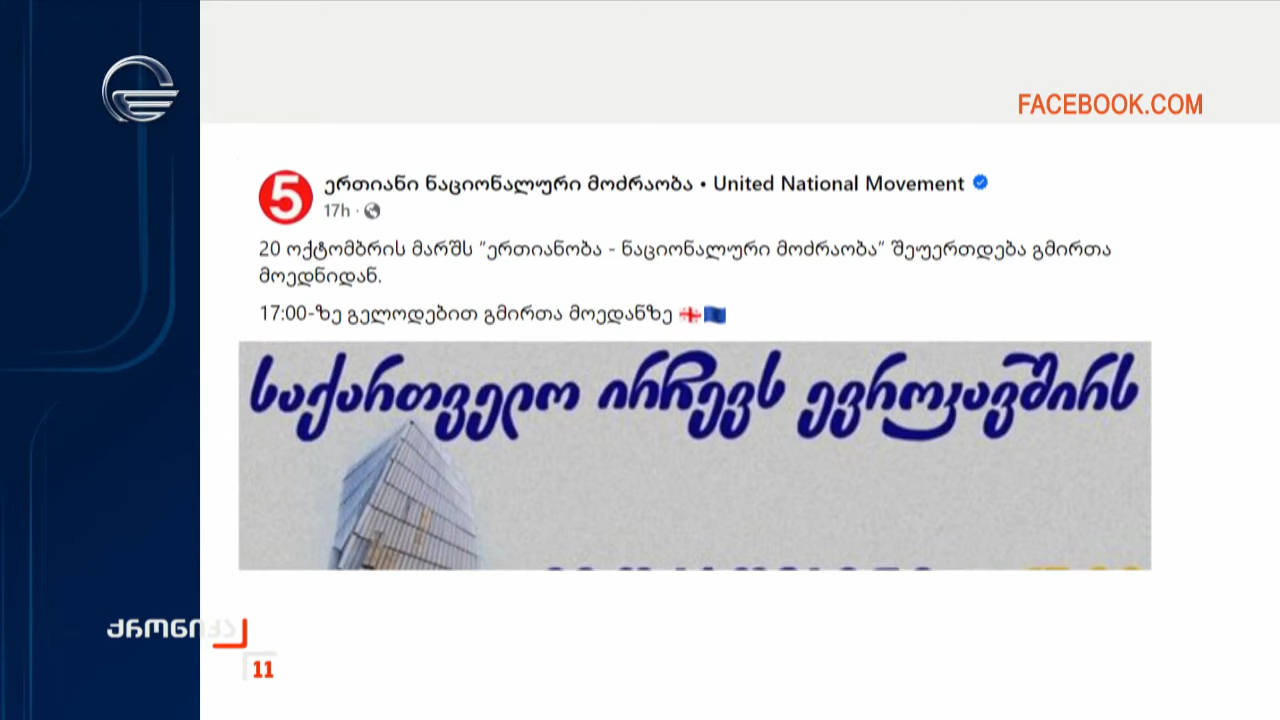 FACEBOOK.COM
5
ერთიანი ნაციონალური მოძრაობა • United National Movement
17h ·
20 ოქტომბრის მარშს "ერთიანობა - ნაციონალური მოძრაობა" შეუერთდება გმირთა
მოედნიდან.
17:00-ზე გელოდებით გმირთა მოედანზე 🇬🇪🇪🇺
საქართველო ირჩევს ევროკავშირს
ქრონიკა
11